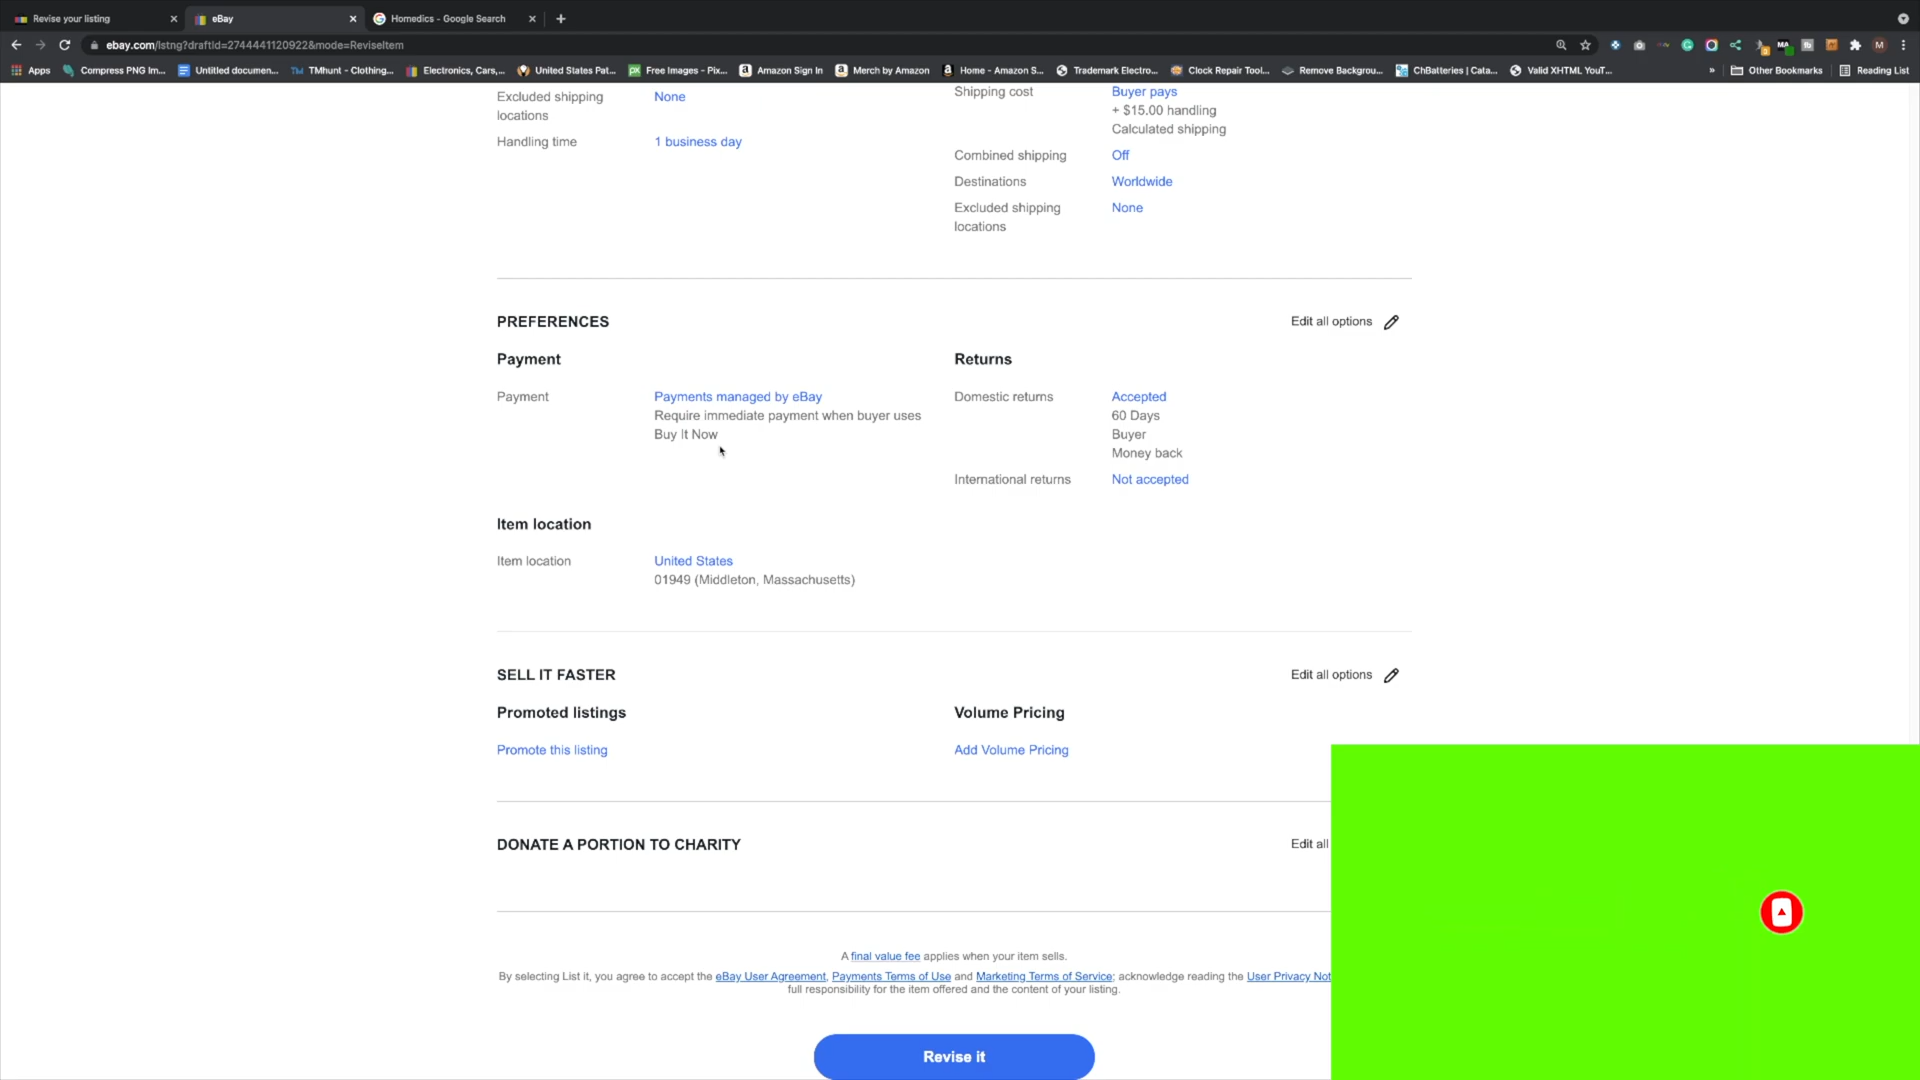 Revise your listing
eBay
Homedics - Google Search
ebay.com/lstng?draftId=2744441120922&mode=ReviseItem
Apps
Compress PNG Im...
Untitled documen...
TMhunt - Clothing...
Electronics, Cars,...
United States Pat...
Free Images - Pix...
Amazon Sign In
Merch by Amazon
Home - Amazon S...
Trademark Electro...
Clock Repair Tool...
Remove Backgrou...
ChBatteries | Cata...
Valid XHTML YouT...
»
Other Bookmarks
Reading List
Excluded shipping
locations
None
Handling time
1 business day
Shipping cost
Buyer pays
+ $15.00 handling
Calculated shipping
Combined shipping
Off
Destinations
Worldwide
Excluded shipping
locations
None
PREFERENCES
Edit all options
Payment
Payment
Payments managed by eBay
Require immediate payment when buyer uses
Buy It Now
Returns
Domestic returns
Accepted
60 Days
Buyer
Money back
International returns
Not accepted
Item location
Item location
United States
01949 (Middleton, Massachusetts)
SELL IT FASTER
Edit all options
Promoted listings
Promote this listing
Volume Pricing
Add Volume Pricing
DONATE A PORTION TO CHARITY
Edit all
A final value fee applies when your item sells.
By selecting List it, you agree to accept the eBay User Agreement, Payments Terms of Use and Marketing Terms of Service; acknowledge reading the User Privacy Not
full responsibility for the item offered and the content of your listing.
Revise it